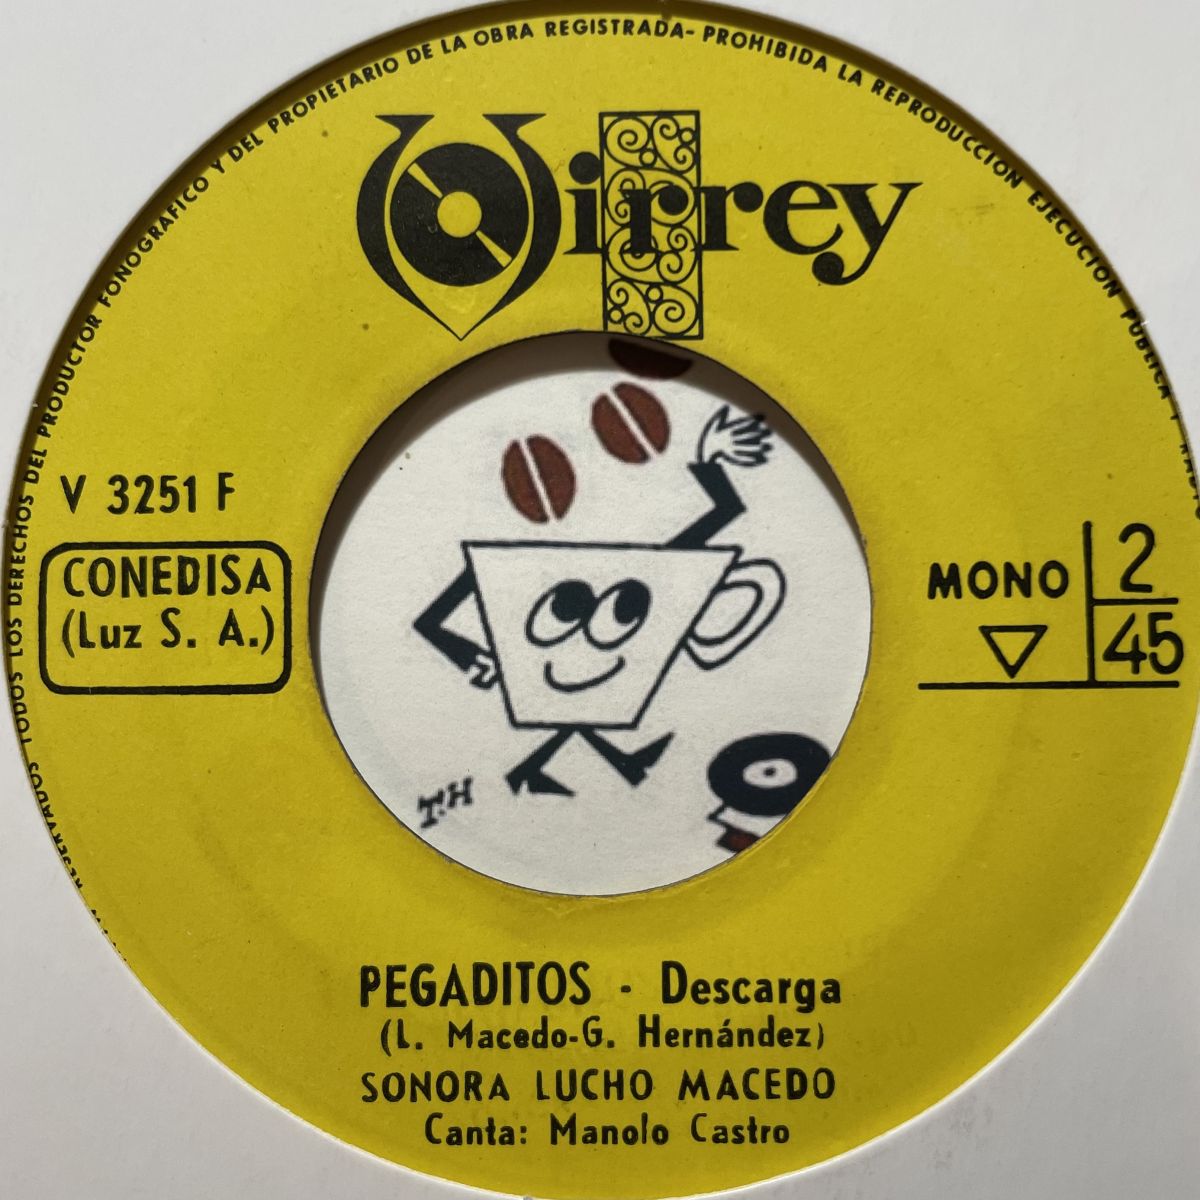 RESERVADOS TODOS LOS DERECHOS DEL PRODUCTOR FONOGRAFICO Y DEL PROPIETARIO DE LA OBRA REGISTRADA- PROHIBIDA LA REPRODUCCION EJECUCION PUBLICA Y
Virrey
V 3251 F
CONEDISA
(Luz S. A.)
MONO
2
45
T.H
PEGADITOS - Descarga
(L. Macedo-G. Hernández)
SONORA LUCHO MACEDO
Canta: Manolo Castro